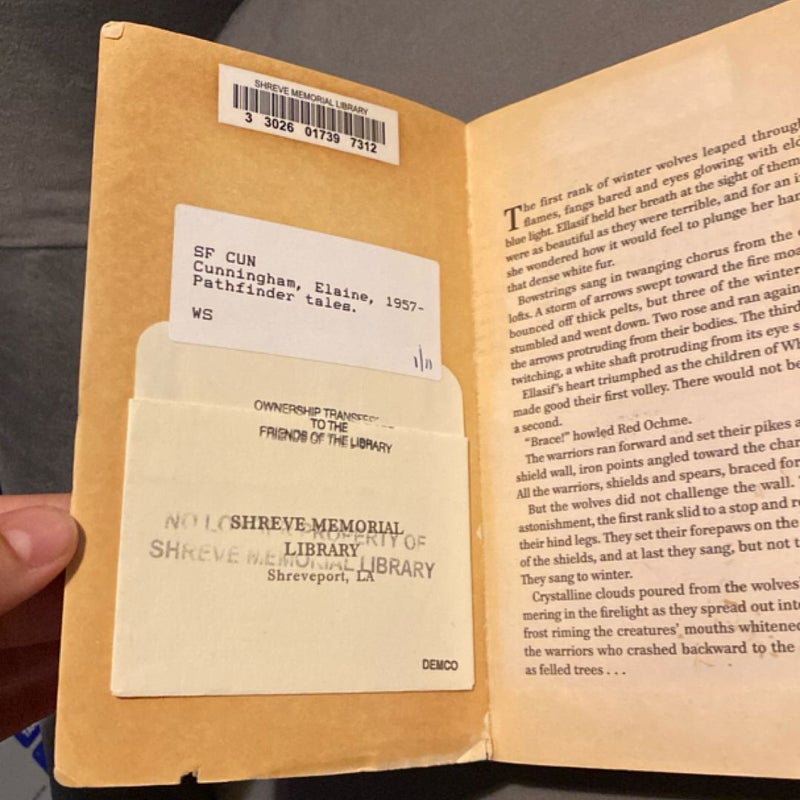 SHREVE MEMORIAL LIBRARY
3 3026 01739 7312
SF CUN
Cunningham, Elaine, 1957-
Pathfinder tales.
WS
1/11
OWNERSHIP
TO THE
FRIENDS OF THE LIBRARY
NO PROPERTY OF
SHREVE MEMORIAL LIBRARY
SHREVE MEMORIAL
LIBRARY
Shreveport, LA
DEMCO
The first rank of winter wolves leaped through
flames, fangs bared and eyes glowing with
blue light. Ellasif held her breath at the sight of them
were as beautiful as they were terrible, and for an
she wondered how it would feel to plunge her
that dense white fur.
Bowstrings sang in twanging chorus from the
lofts. A storm of arrows swept toward the fire
bounced off thick pelts, but three of the winter
stumbled and went down. Two rose and ran
the arrows protruding from their bodies. The third
twitching, a white shaft protruding from its eye
Ellasif's heart triumphed as the children of
made good their first volley. There would not be
a second.
"Brace!" howled Red Ochme.
The warriors ran forward and set their pikes
shield wall, iron points angled toward the
All the warriors, shields and spears, braced for
But the wolves did not challenge the wall.
astonishment, the first rank slid to a stop and
their hind legs. They set their forepaws on the
of the shields, and at last they sang, but not
They sang to winter.
Crystalline clouds poured from the wolves'
mering in the firelight as they spread out
frost riming the creatures' mouths whitened
the warriors who crashed backward to the
as felled trees . . .